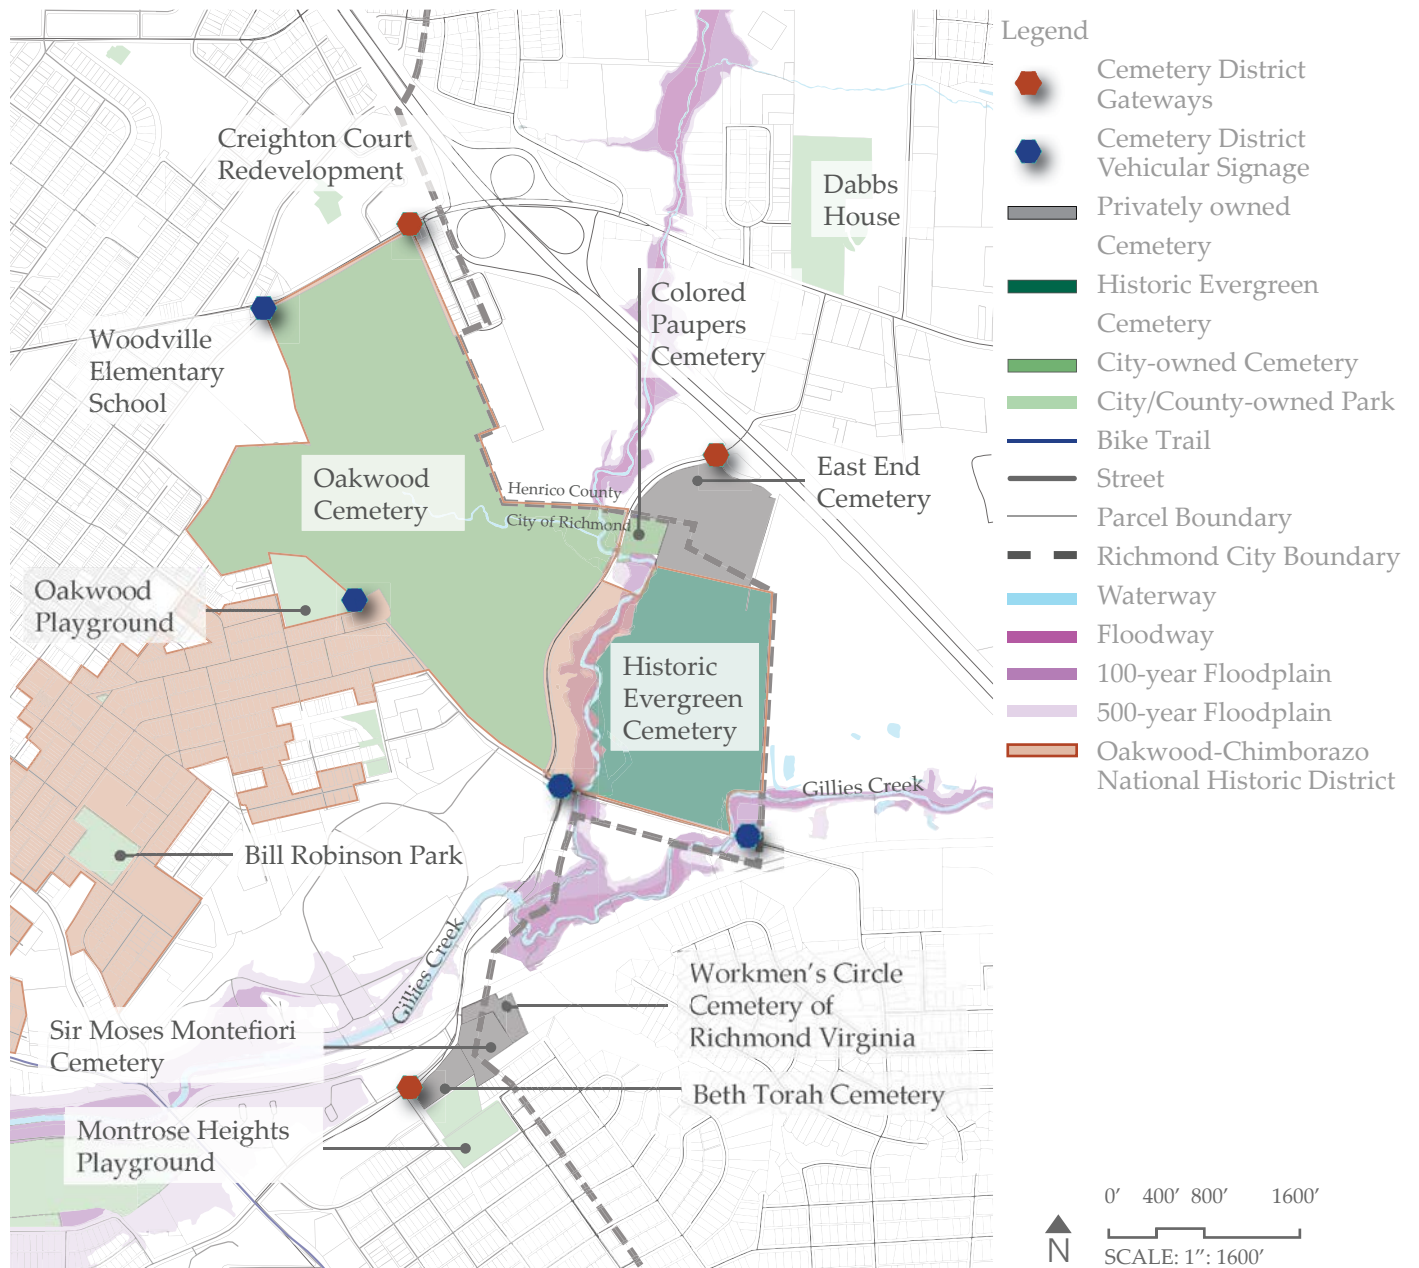 Creighton Court
Redevelopment
Dabbs
House
Colored
Paupers
Cemetery
Woodville
Elementary
School
Oakwood
Cemetery
Henrico County
City of Richmond
East End
Cemetery
Oakwood
Playground
Historic
Evergreen
Cemetery
Gillies Creek
Bill Robinson Park
Gillies Creek
Workmen's Circle
Cemetery of
Richmond Virginia
Sir Moses Montefiori
Cemetery
Beth Torah Cemetery
Montrose Heights
Playground
Legend
Cemetery District
Gateways
Cemetery District
Vehicular Signage
Privately owned
Cemetery
Historic Evergreen
Cemetery
City-owned Cemetery
City/County-owned Park
Bike Trail
Street
Parcel Boundary
Richmond City Boundary
Waterway
Floodway
100-year Floodplain
500-year Floodplain
Oakwood-Chimborazo
National Historic District
0' 400' 800' 1600'
N
SCALE: 1": 1600'